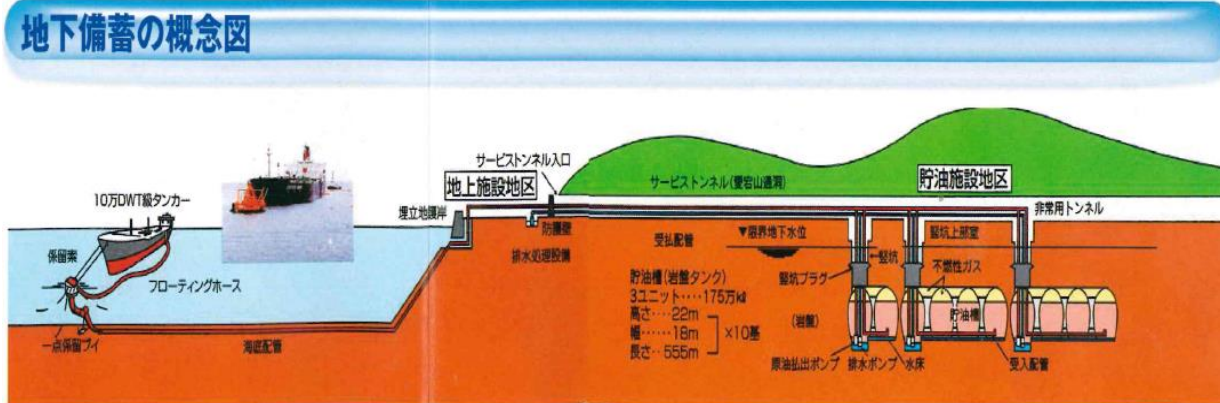 地下備蓄の概念図
サービストンネル入口
地上施設地区
サービストンネル(愛宕山通洞)
貯油施設地区
10万DWT級タンカー
埋立地護岸
非常用トンネル
防護壁
係留索
受払配管
▼限界地下水位
竪坑上部室
排水処理設備
竪坑
フローティングホース
貯油槽(岩盤タンク)
3ユニット‥‥175万㎘
高さ‥‥22m
幅‥‥‥18m
長さ‥555m
×10基
竪坑プラグ
不燃性ガス
(岩盤)
貯油槽
一点係留ブイ
海底配管
原油払出ポンプ
排水ポンプ
水床
受入配管